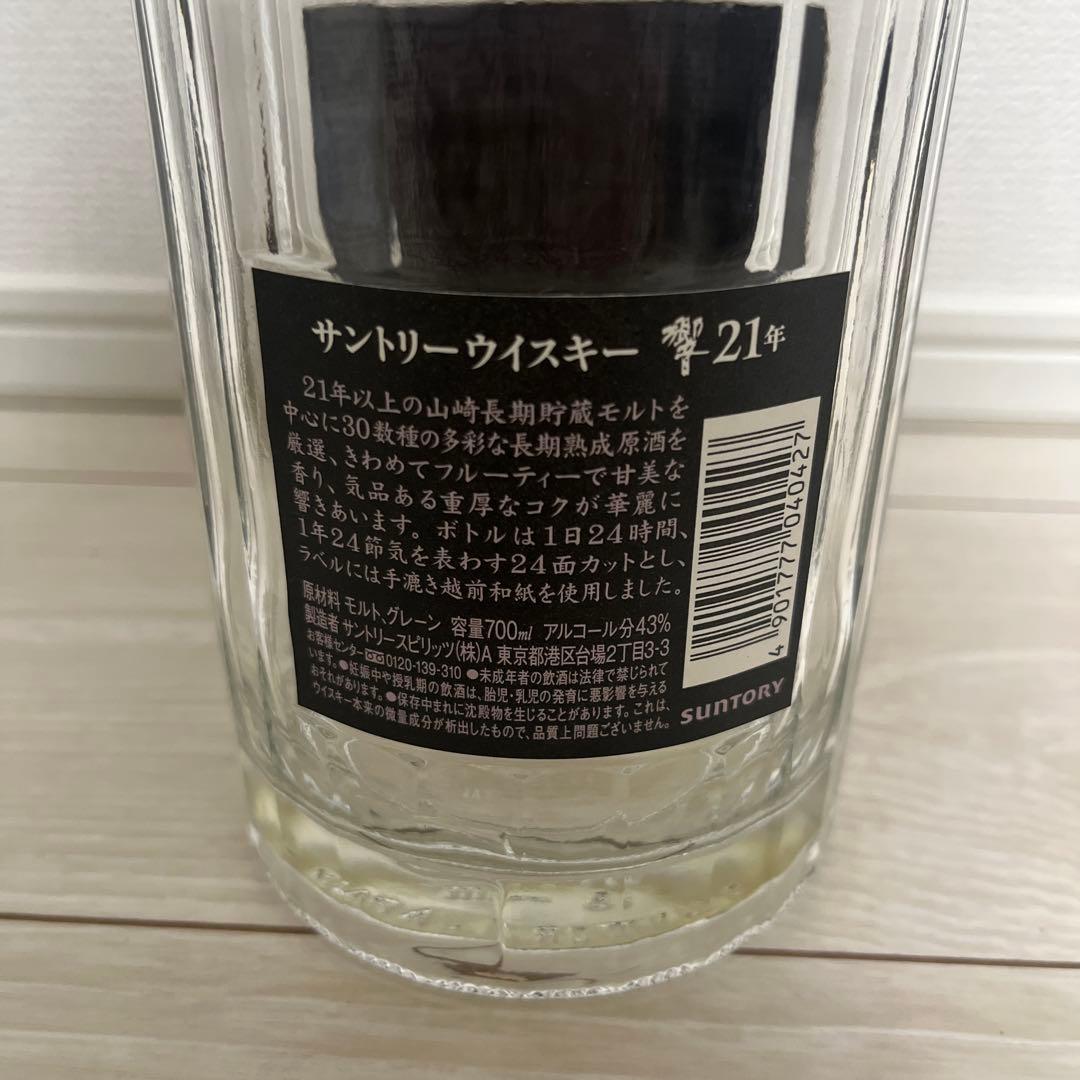 サントリーウイスキー 響 21年
21年以上の山崎長期貯蔵モルトを
中心に30数種の多彩な長期熟成原酒を
厳選、きわめてフルーティーで甘美な
香り、気品ある重厚なコクが華麗に
響きあいます。ボトルは1日24時間、
1年24節気を表わす24面カットとし、
ラベルには手漉き越前和紙を使用しました。
原材料 モルト、グレーン 容量700ml アルコール分43%
製造者 サントリースピリッツ(株)A 東京都港区台場2丁目3-3
お客様センター 0120-139-310 ●未成年者の飲酒は法律で禁じられて
います。●妊娠中や授乳期の飲酒は、胎児・乳児の発育に悪影響を与える
おそれがあります。●保存中まれに沈殿物を生じることがあります。これは、
ウイスキー本来の微量成分が析出したもので、品質上問題ございません。
4 901777 040427
SUNTORY